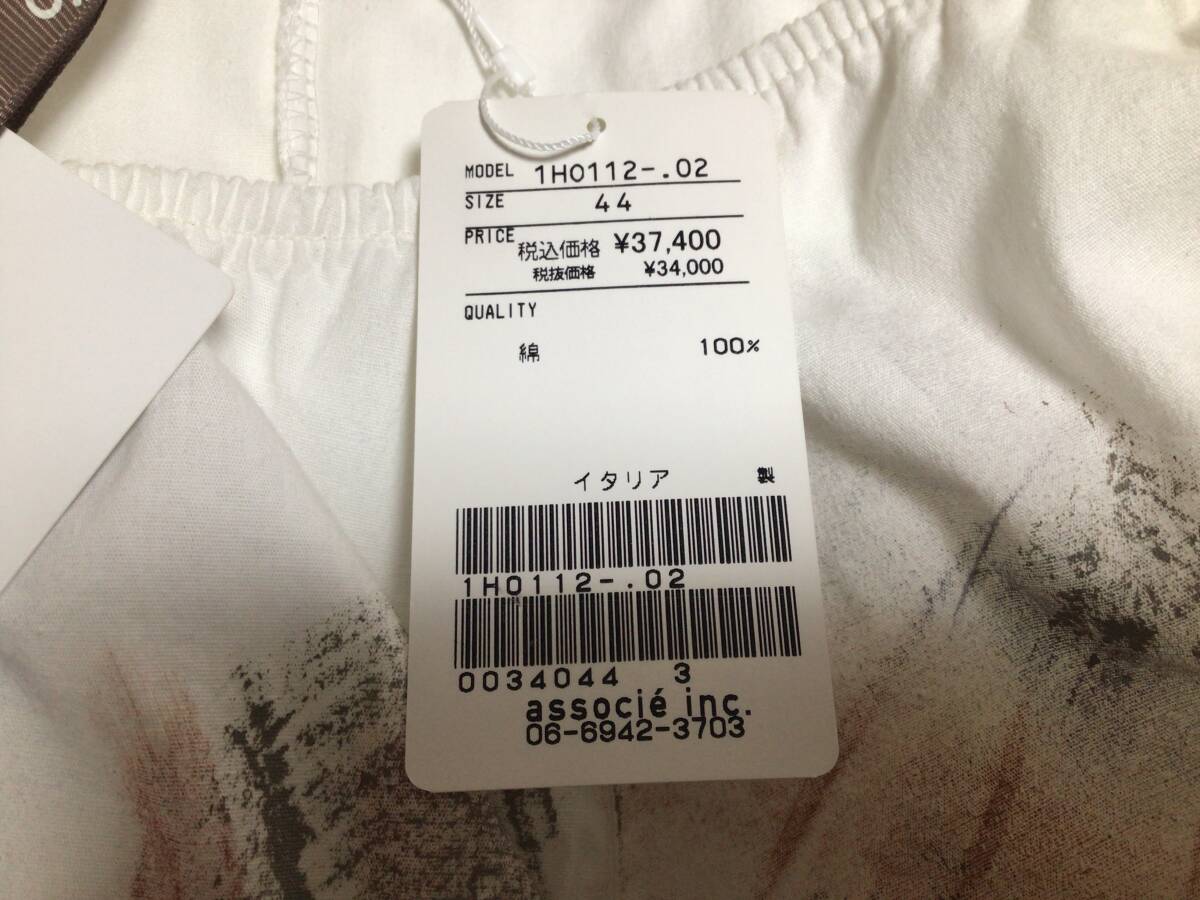 MODEL 1H0112-.02
SIZE 44
PRICE 税込価格 ¥37,400
税抜価格 ¥34,000
QUALITY
綿 100%
イタリア 製
1H0112-.02
0034044 3
associé inc.
06-6942-3703